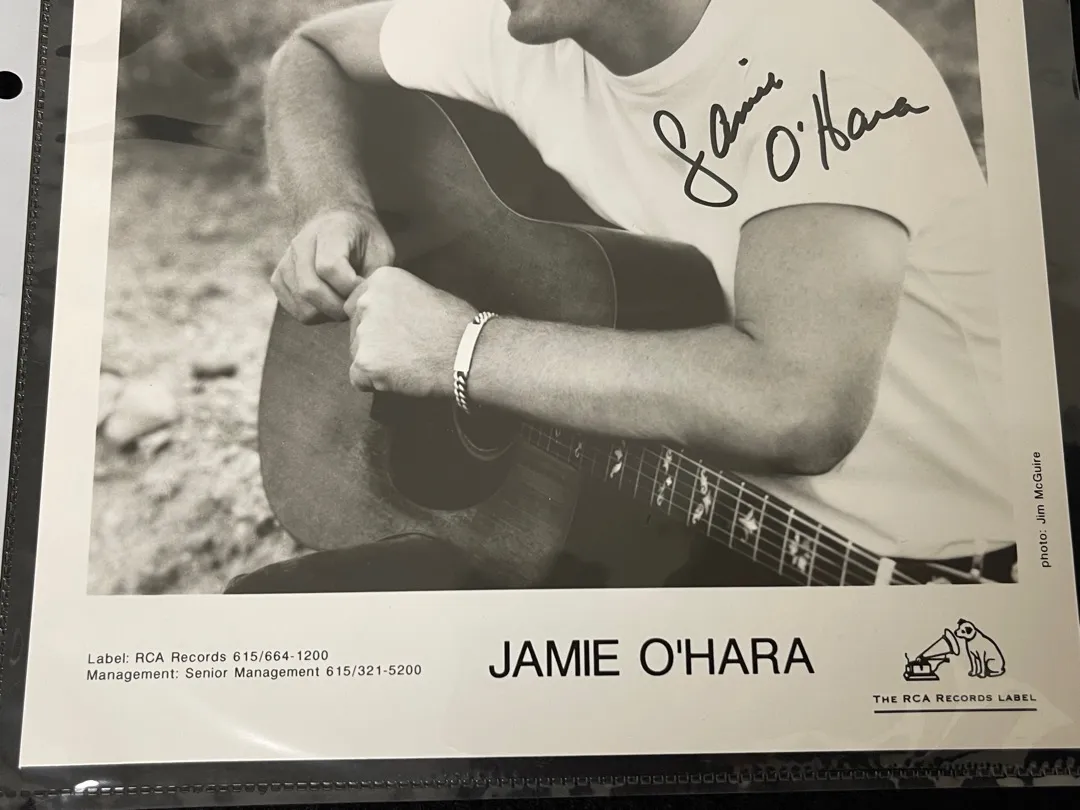 Jamie
O'Hara
photo: Jim McGuire
Label: RCA Records 615/664-1200
Management: Senior Management 615/321-5200
JAMIE O'HARA
THE RCA RECORDS LABEL